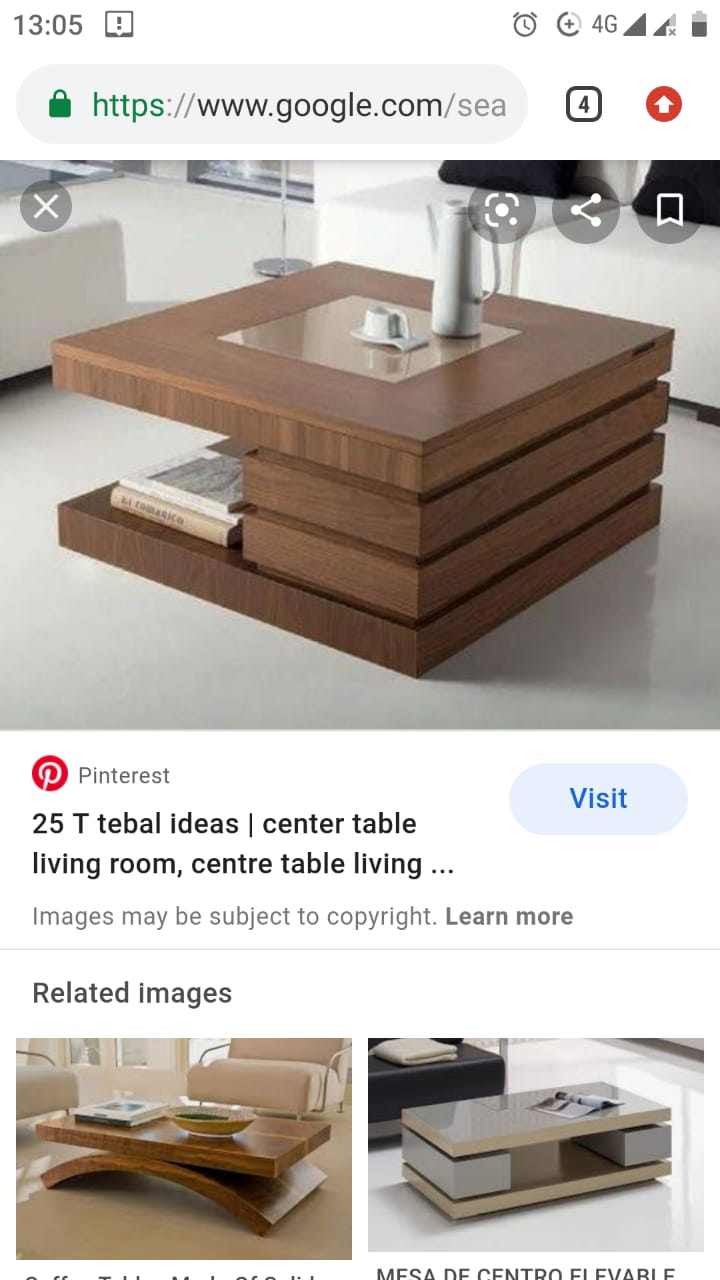 13:05
4G
https://www.google.com/sea
4
El ROMANICO
Pinterest
Visit
25 T tebal ideas | center table
living room, centre table living ...
Images may be subject to copyright. Learn more
Related images
MESA DE CENTRO ELEVABLE